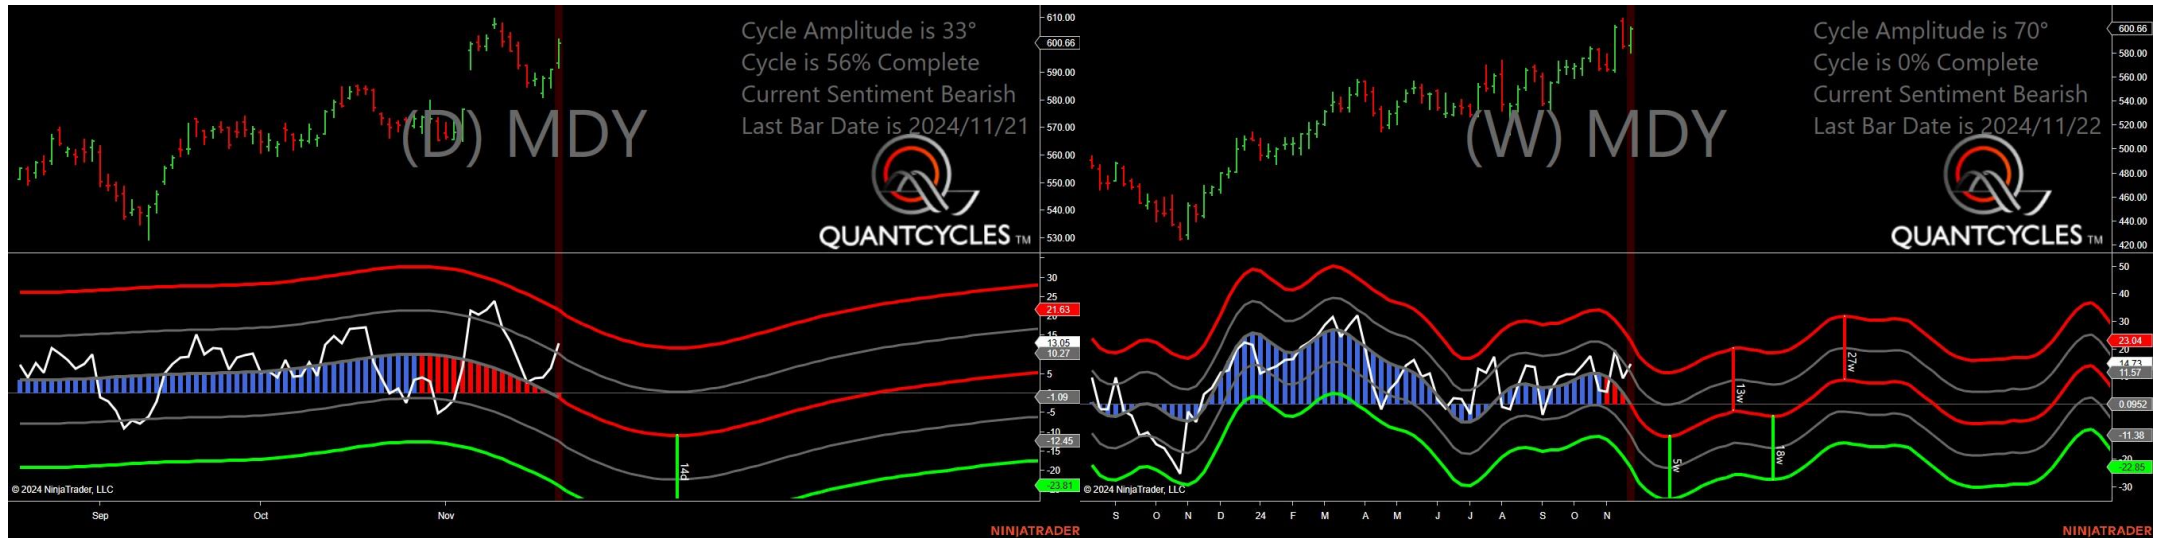 Cycle Amplitude is 33°
Cycle is 56% Complete
Current Sentiment Bearish
Last Bar Date is 2024/11/21
(D) MDY
QUANTCYCLES TM
610.00
600.66
590.00
580.00
570.00
560.00
550.00
540.00
530.00
30
25
21.63
15
13.05
10.27
5
-1.09
-5
-10
-12.45
-15
-20
-23.81
14d
© 2024 NinjaTrader, LLC
Sep Oct Nov
NINJATRADER
Cycle Amplitude is 70°
Cycle is 0% Complete
Current Sentiment Bearish
Last Bar Date is 2024/11/22
(W) MDY
QUANTCYCLES TM
600.66
580.00
560.00
540.00
520.00
500.00
480.00
460.00
440.00
420.00
50
40
30
23.04
20
14.73
11.57
0.0952
-11.38
-22.85
-30
13w
27w
5w
18w
© 2024 NinjaTrader, LLC
S O N D 24 F M A M J J A S O N
NINJATRADER